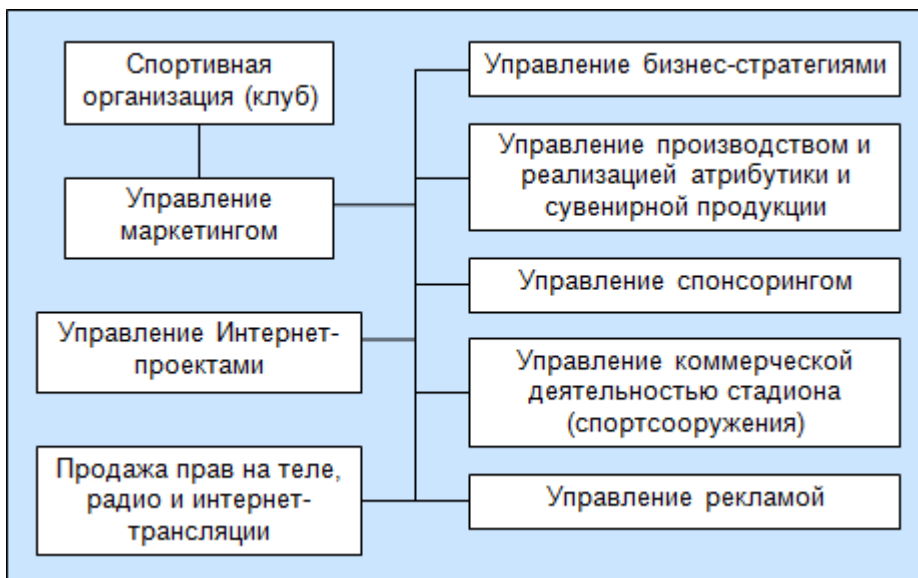 Спортивная
организация (клуб)
Управление
маркетингом
Управление Интернет-
проектами
Продажа прав на теле,
радио и интернет-
трансляции
Управление бизнес-стратегиями
Управление производством и
реализацией атрибутики и
сувенирной продукции
Управление спонсорингом
Управление коммерческой
деятельностью стадиона
(спортсооружения)
Управление рекламой